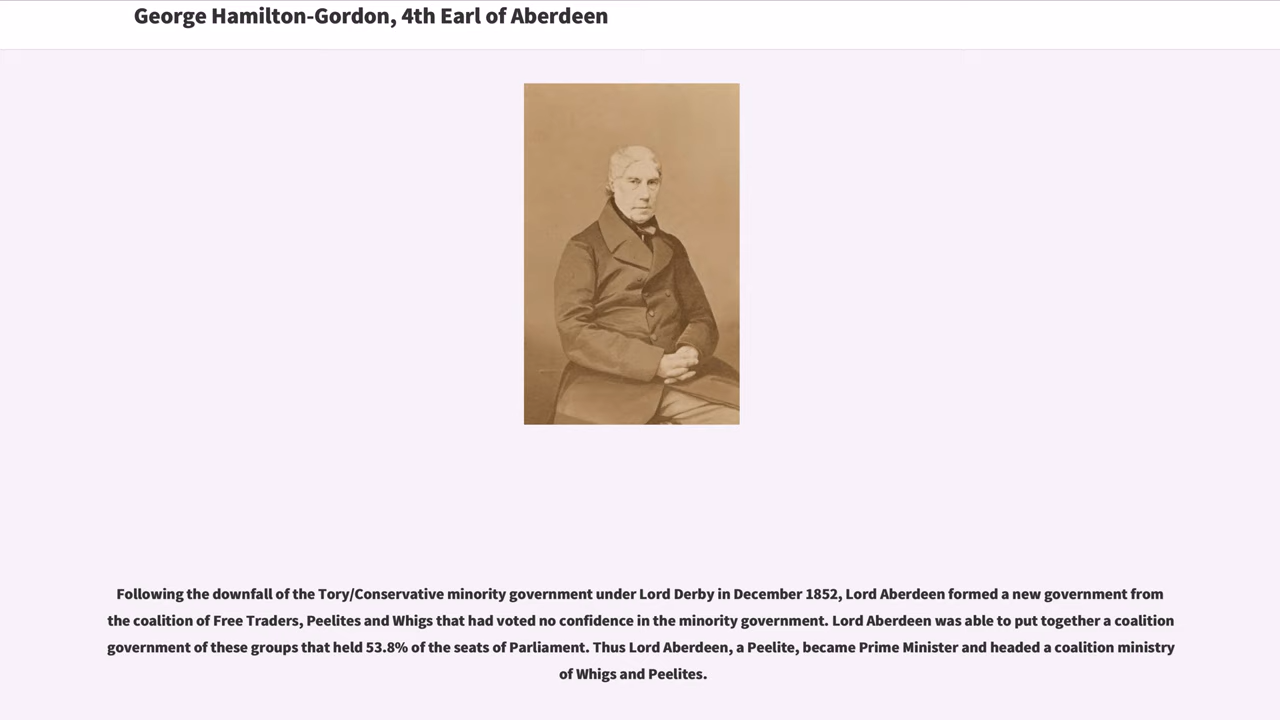 George Hamilton-Gordon, 4th Earl of Aberdeen
Following the downfall of the Tory/Conservative minority government under Lord Derby in December 1852, Lord Aberdeen formed a new government from
the coalition of Free Traders, Peelites and Whigs that had voted no confidence in the minority government. Lord Aberdeen was able to put together a coalition
government of these groups that held 53.8% of the seats of Parliament. Thus Lord Aberdeen, a Peelite, became Prime Minister and headed a coalition ministry
of Whigs and Peelites.